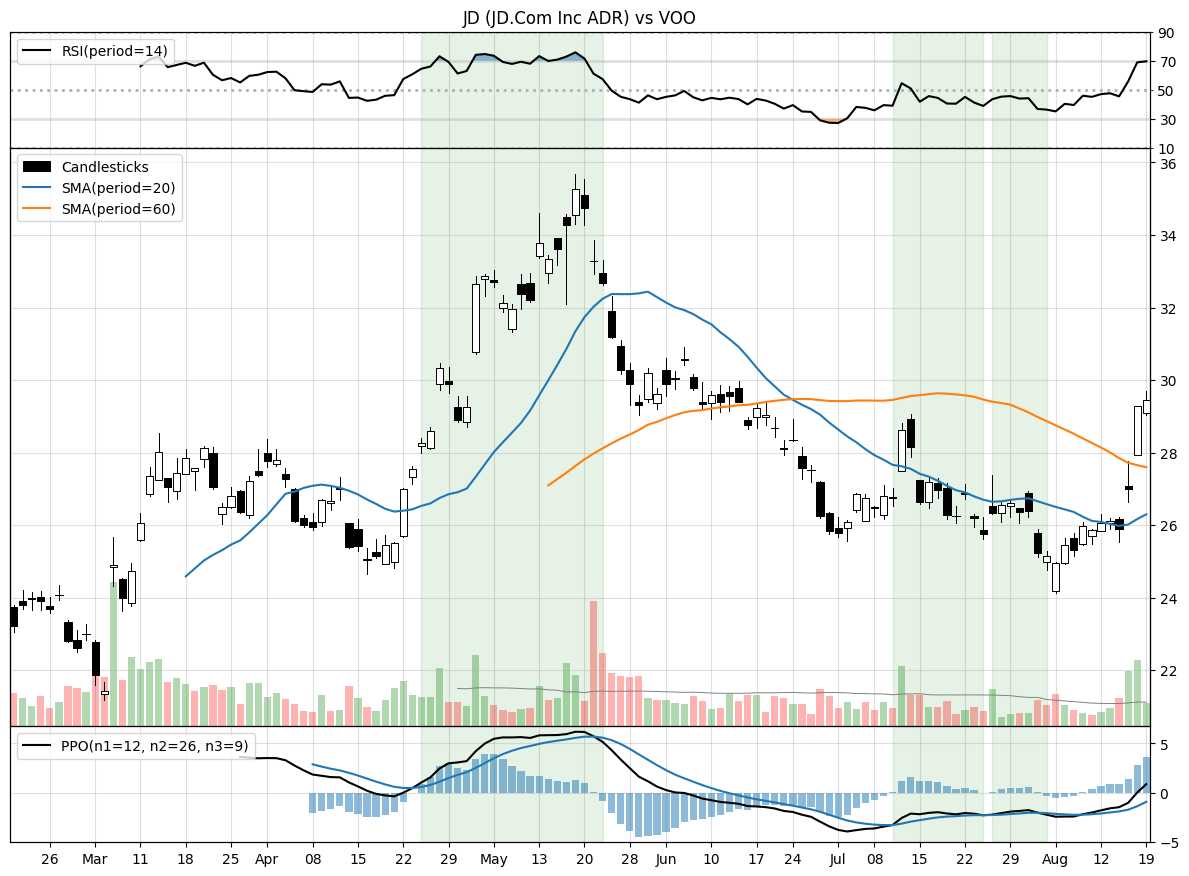 JD (JD.Com Inc ADR) vs VOO
RSI(period=14)
90
70
50
30
10
Candlesticks
SMA(period=20)
SMA(period=60)
36
34
32
30
28
26
24
22
PPO(n1=12, n2=26, n3=9)
5
0
−5
26 Mar 11 18 25 Apr 08 15 22 29 May 13 20 28 Jun 10 17 24 Jul 08 15 22 29 Aug 12 19